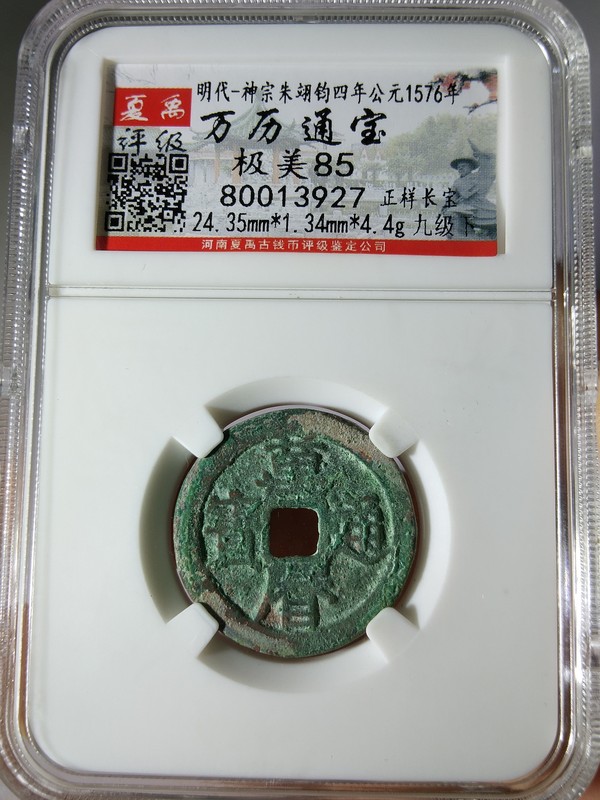 明代-神宗朱翊钧四年公元1576年
夏禹
评级
万历通宝
极美85
80013927 正样长宝
24.35mm*1.34mm*4.4g 九级下
河南夏禹古钱币评级鉴定公司
萬曆通寶